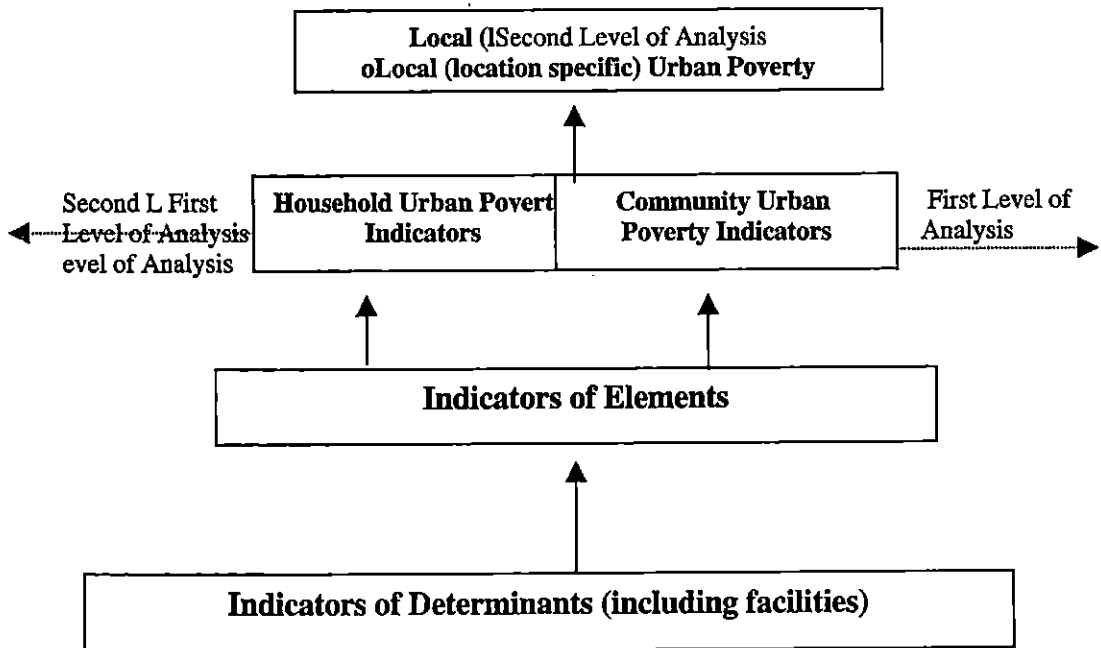 Local (lSecond Level of Analysis
oLocal (location specific) Urban Poverty
Second L First
Level of Analysis
evel of Analysis
Household Urban Povert
Indicators
Community Urban
Poverty Indicators
First Level of
Analysis
Indicators of Elements
Indicators of Determinants (including facilities)